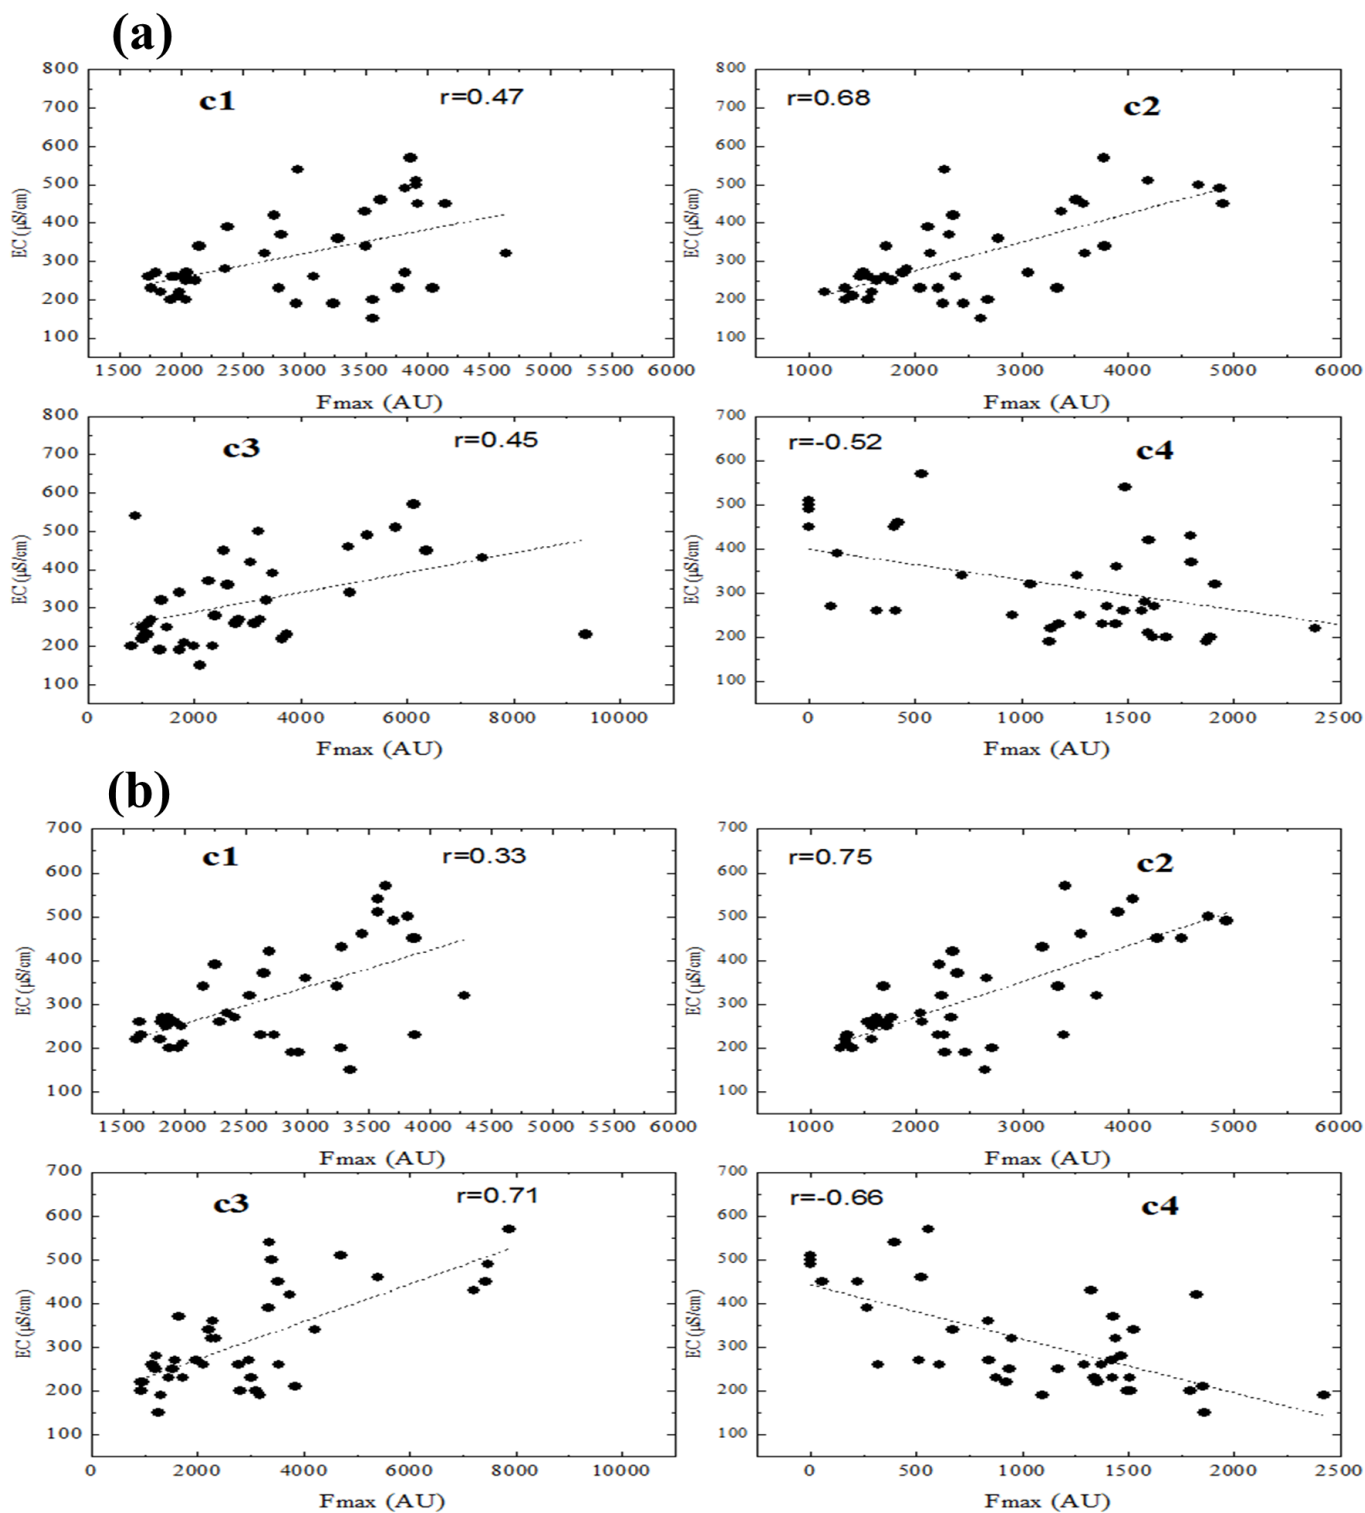 (a)
c1
r=0.47
800
700
600
500
400
300
200
100
EC (μS/cm)
1500 2000 2500 3000 3500 4000 4500 5000 5500 6000
Fmax (AU)
r=0.68
c2
800
700
600
500
400
300
200
100
EC (μS/cm)
1000 2000 3000 4000 5000 6000
Fmax (AU)
c3
r=0.45
800
700
600
500
400
300
200
100
EC (μS/cm)
0 2000 4000 6000 8000 10000
Fmax (AU)
r=-0.52
c4
700
600
500
400
300
200
100
EC (μS/cm)
0 500 1000 1500 2000 2500
Fmax (AU)
(b)
c1
r=0.33
700
600
500
400
300
200
100
EC (μS/cm)
1500 2000 2500 3000 3500 4000 4500 5000 5500 6000
Fmax (AU)
r=0.75
c2
700
600
500
400
300
200
100
EC (μS/cm)
1000 2000 3000 4000 5000 6000
Fmax (AU)
c3
r=0.71
700
600
500
400
300
200
100
EC (μS/cm)
0 2000 4000 6000 8000 10000
Fmax (AU)
r=-0.66
c4
700
600
500
400
300
200
100
EC (μS/cm)
0 500 1000 1500 2000 2500
Fmax (AU)